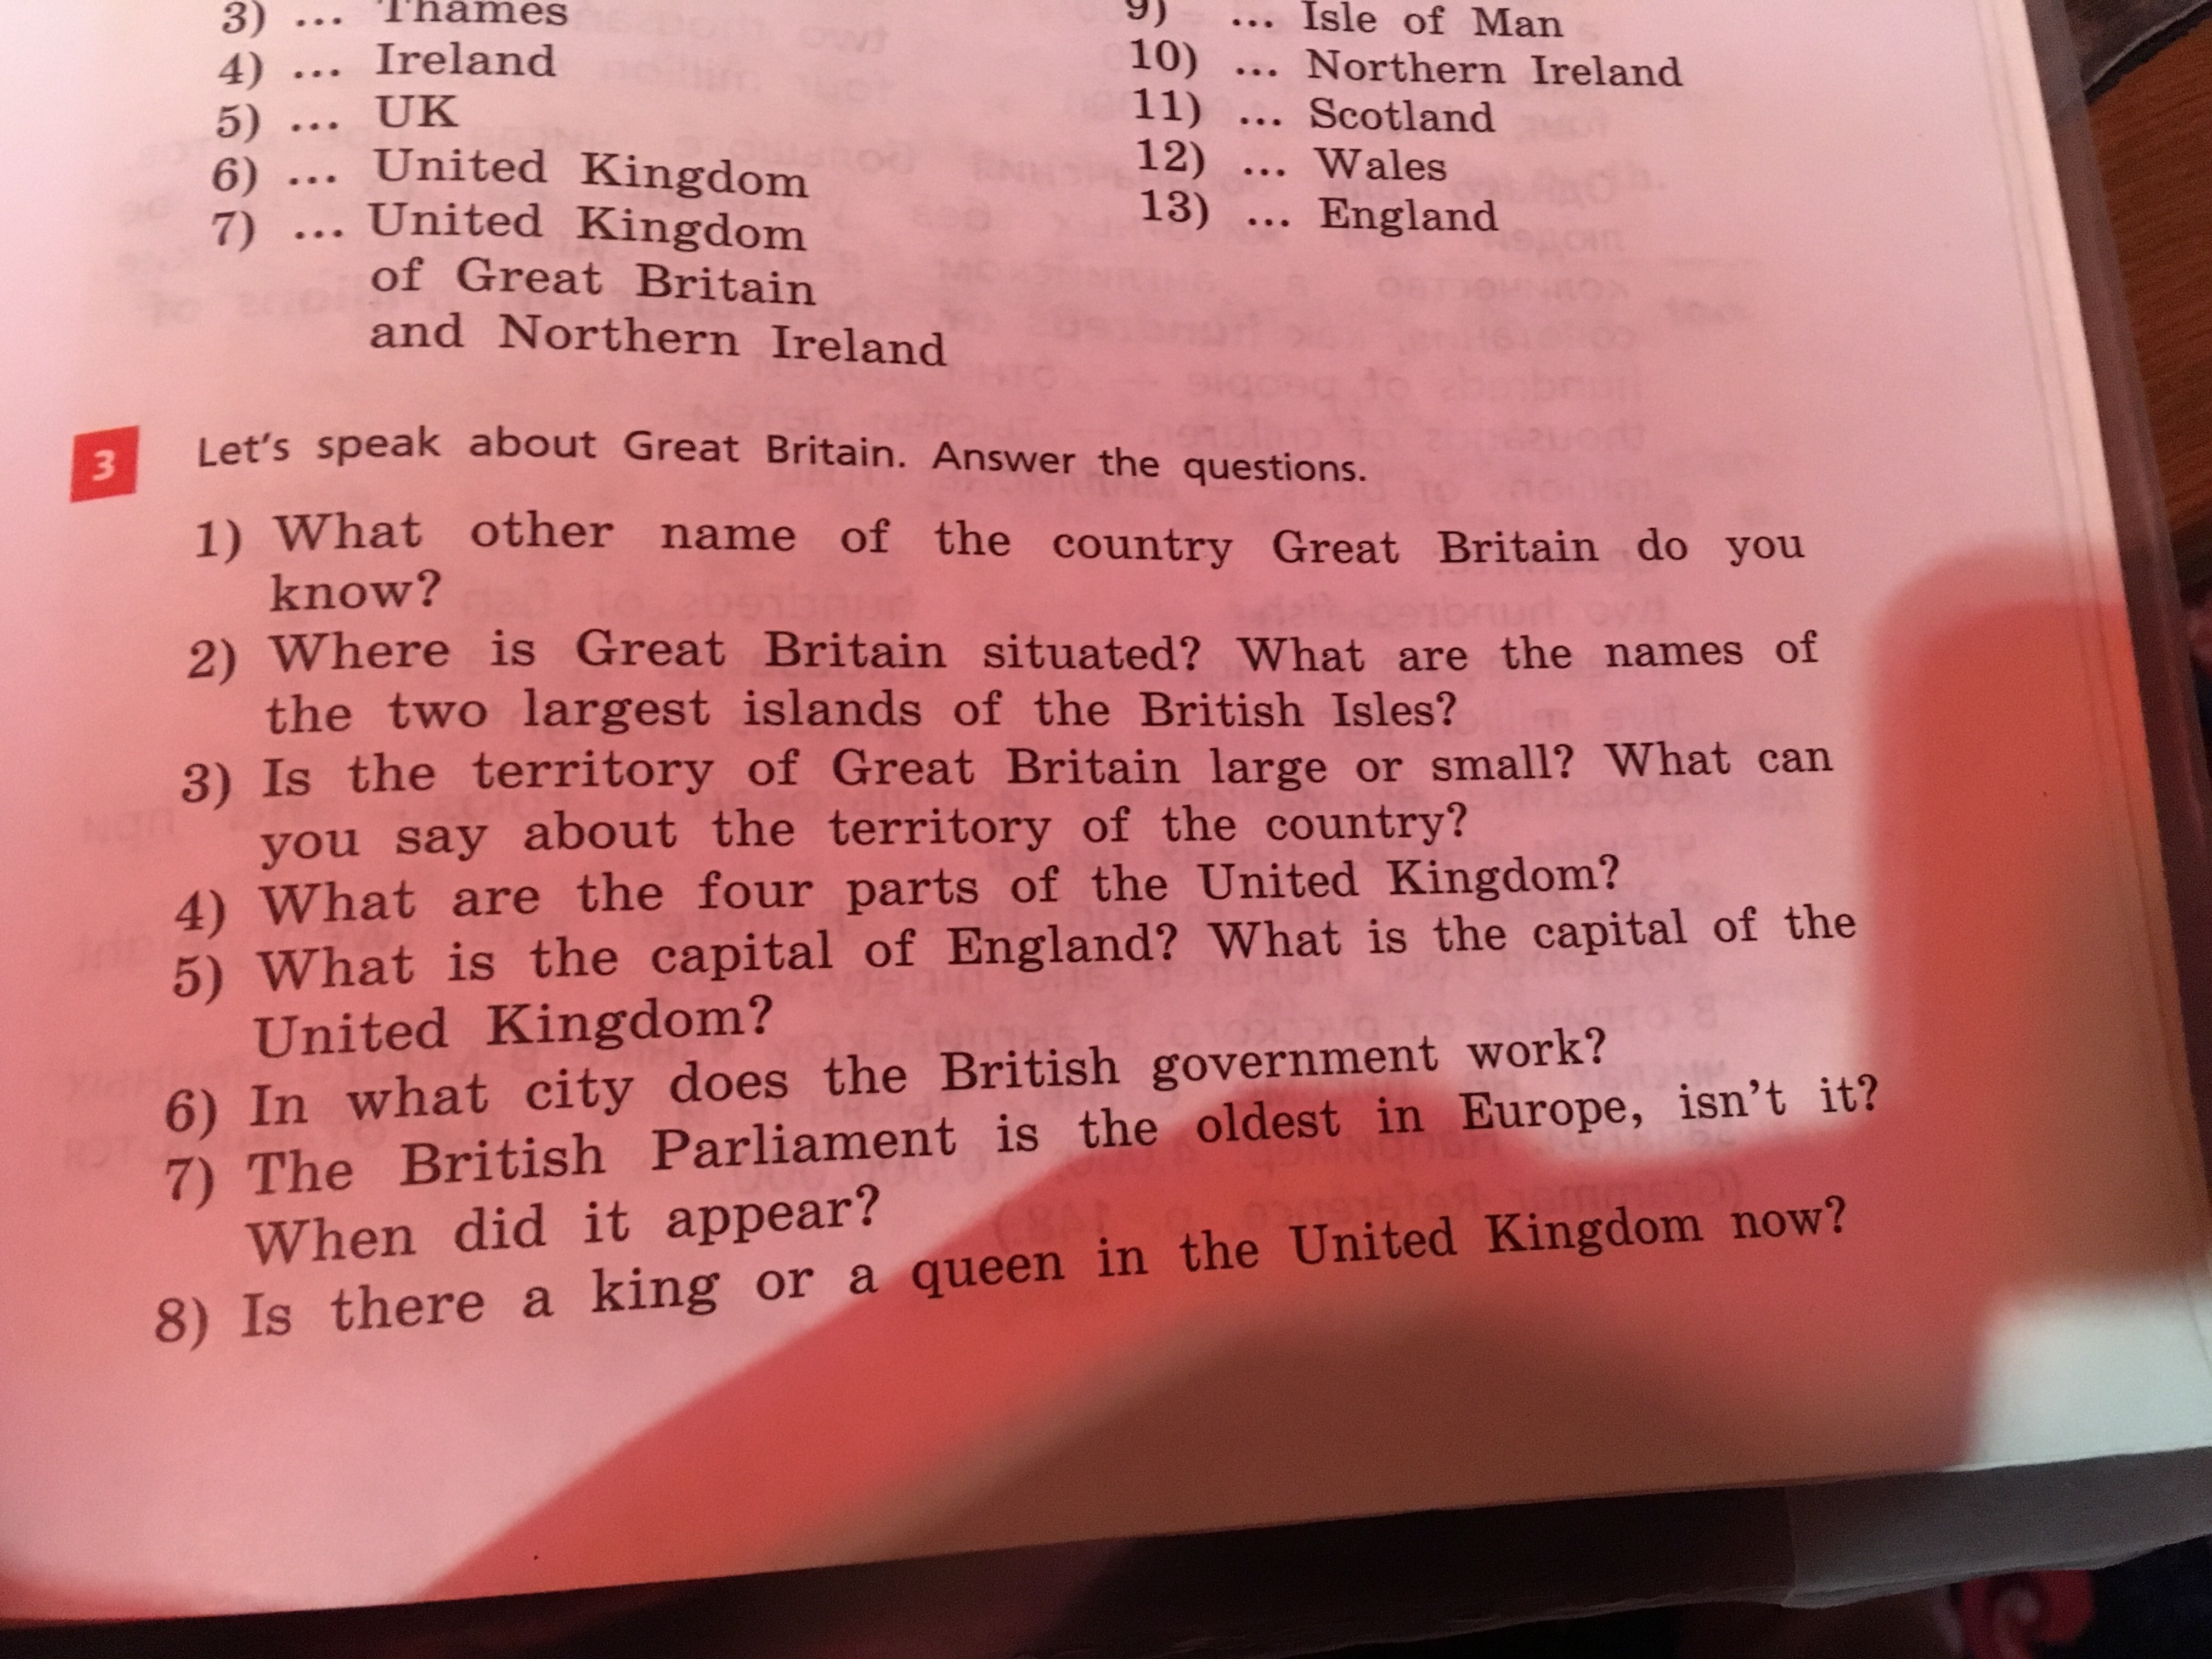 3) ... Thames
4) ... Ireland
5) ... UK
6) ... United Kingdom
7) ... United Kingdom
of Great Britain
and Northern Ireland
9) ... Isle of Man
10) ... Northern Ireland
11) ... Scotland
12) ... Wales
13) ... England
3 Let's speak about Great Britain. Answer the questions.
1) What other name of the country Great Britain do you
know?
2) Where is Great Britain situated? What are the names of
the two largest islands of the British Isles?
3) Is the territory of Great Britain large or small? What can
you say about the territory of the country?
4) What are the four parts of the United Kingdom?
5) What is the capital of England? What is the capital of the
United Kingdom?
6) In what city does the British government work?
7) The British Parliament is the oldest in Europe, isn't it?
When did it appear?
8) Is there a king or a queen in the United Kingdom now?